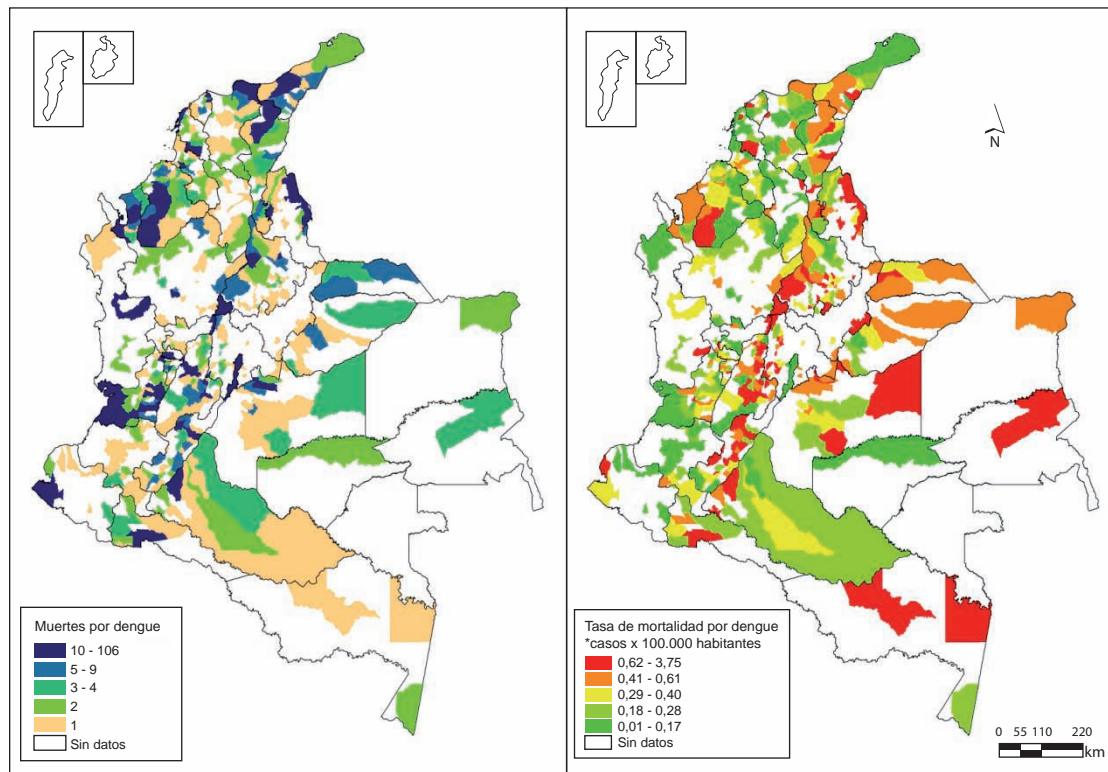 Muertes por dengue
10 - 106
5 - 9
3 - 4
2
1
Sin datos
N
Tasa de mortalidad por dengue
*casos x 100.000 habitantes
0,62 - 3,75
0,41 - 0,61
0,29 - 0,40
0,18 - 0,28
0,01 - 0,17
Sin datos
0 55 110 220
km